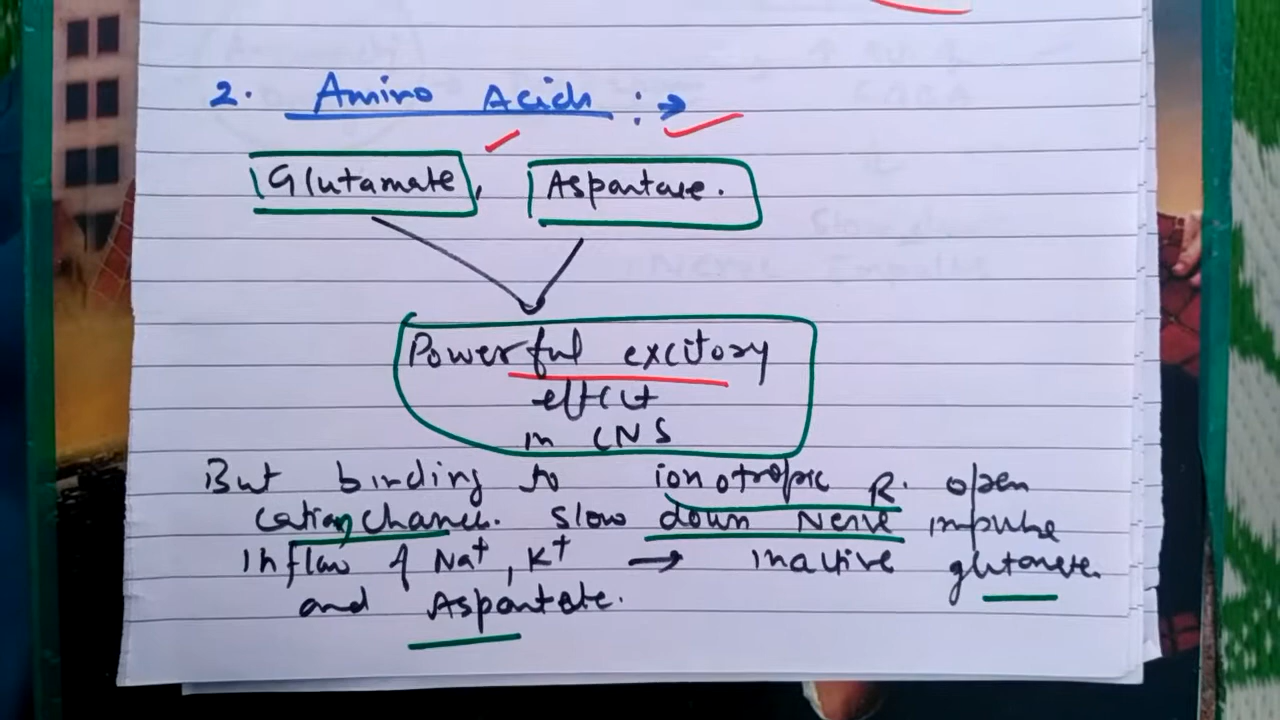 2. Amino Acids :→
Glutamate, Aspartate.
Powerful excitory
effect
in CNS
But binding to ionotropic R. open
cation channel. Slow down Nerve impulse
Inflow of Na+, K+ → inactive glutamate.
and Aspartate.